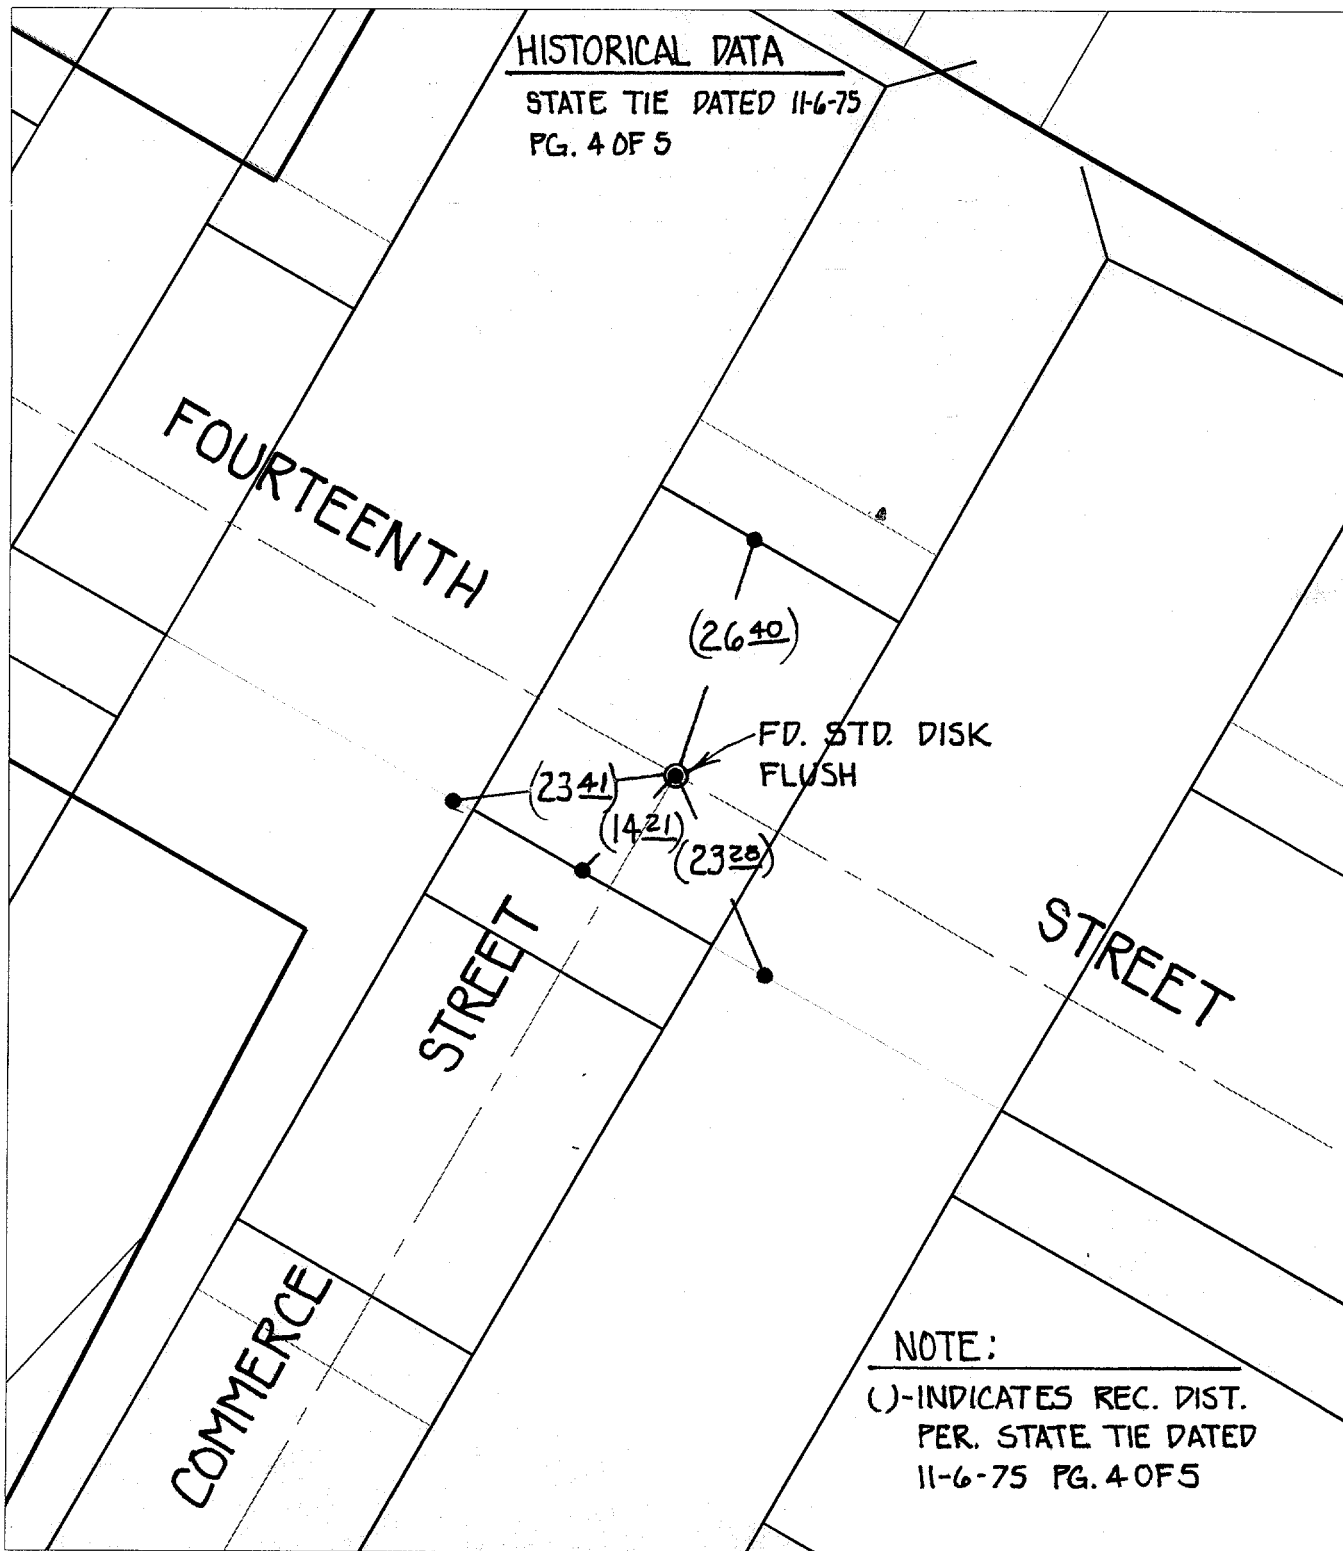 HISTORICAL DATA
STATE TIE DATED 11-6-75
PG. 4 OF 5
FOURTEENTH
(26 40)
FD. STD. DISK
FLUSH
(23 41)
(14 21)
(23 28)
STREET
STREET
COMMERCE
NOTE:
()-INDICATES REC. DIST.
PER. STATE TIE DATED
11-6-75 PG. 4 OF 5